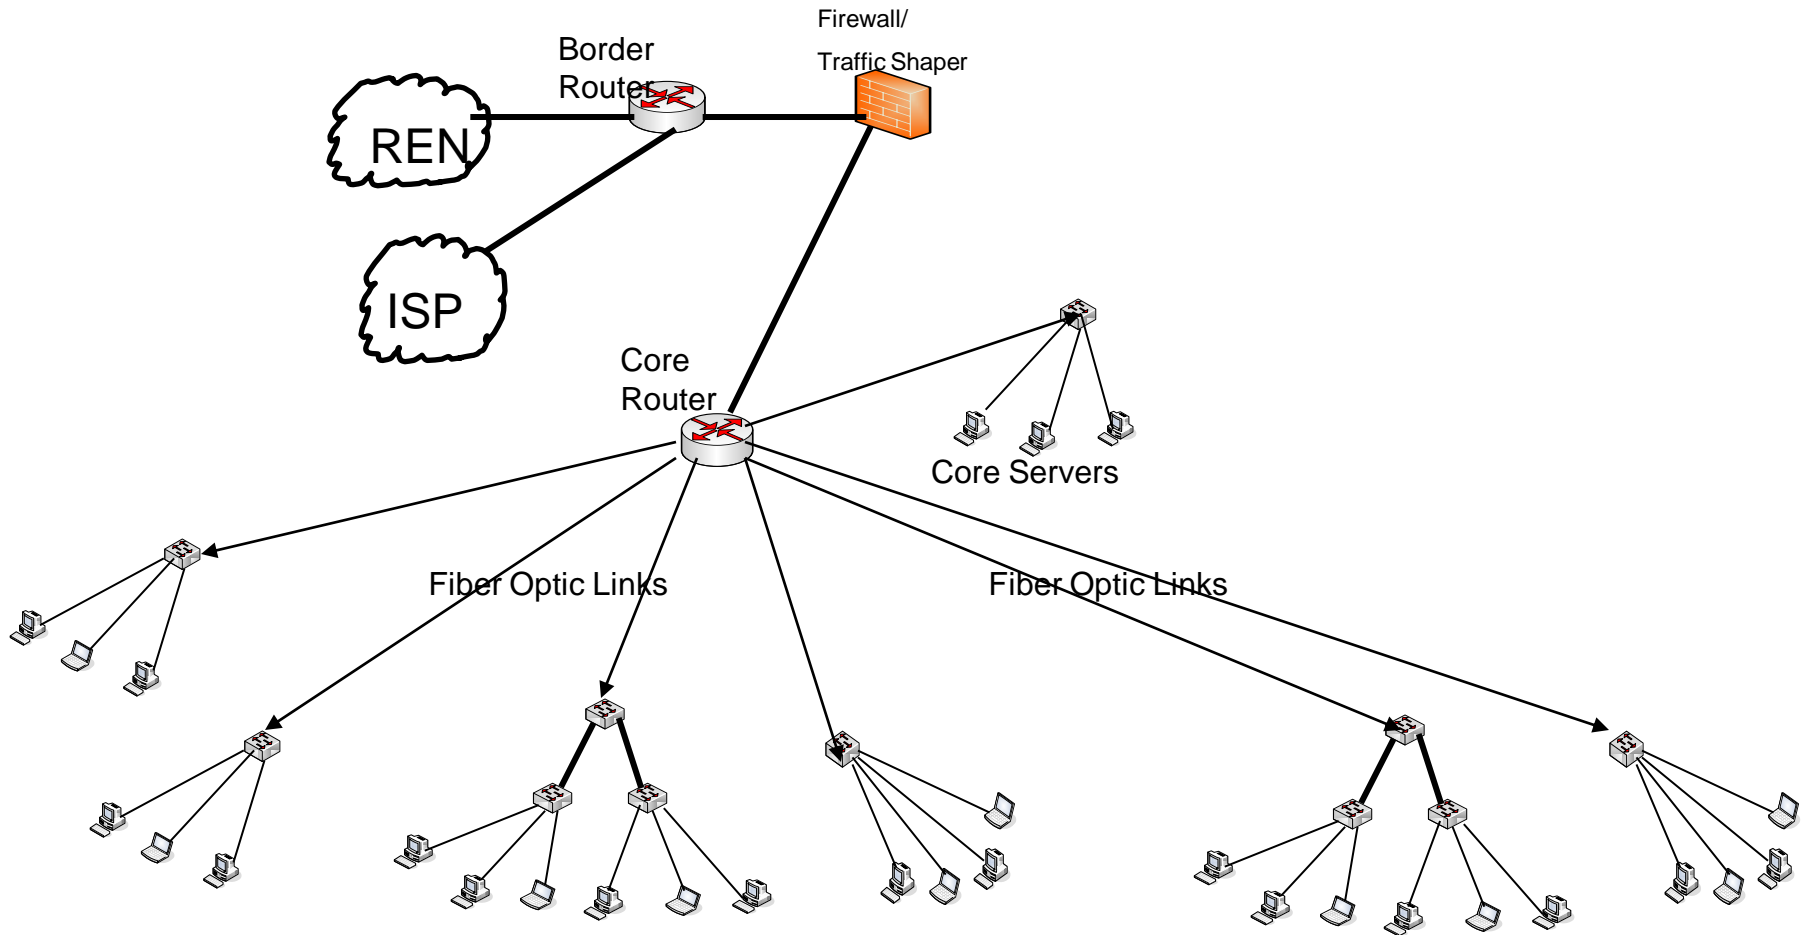 Firewall/
Traffic Shaper
Border
Router
REN
ISP
Core
Router
Core Servers
Fiber Optic Links
Fiber Optic Links